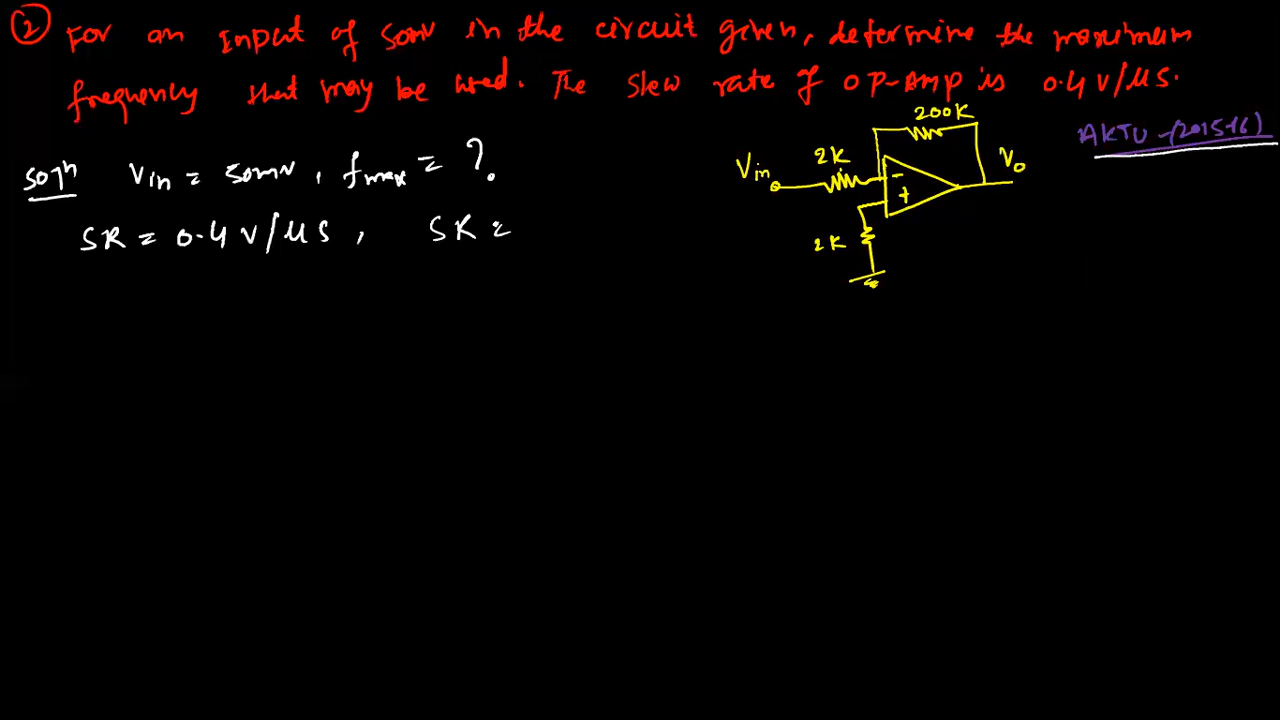 ② For an Input of 50mV in the circuit given, determine the maximum
frequency that may be used. The slew rate of OP-Amp is 0.4 V/μS.
AKTU -(2015-16)
Soln Vin = 50mV, fmax = ?
SR = 0.4 V/μS, SR =
200K
2K
Vin
Vo
-
+
2K